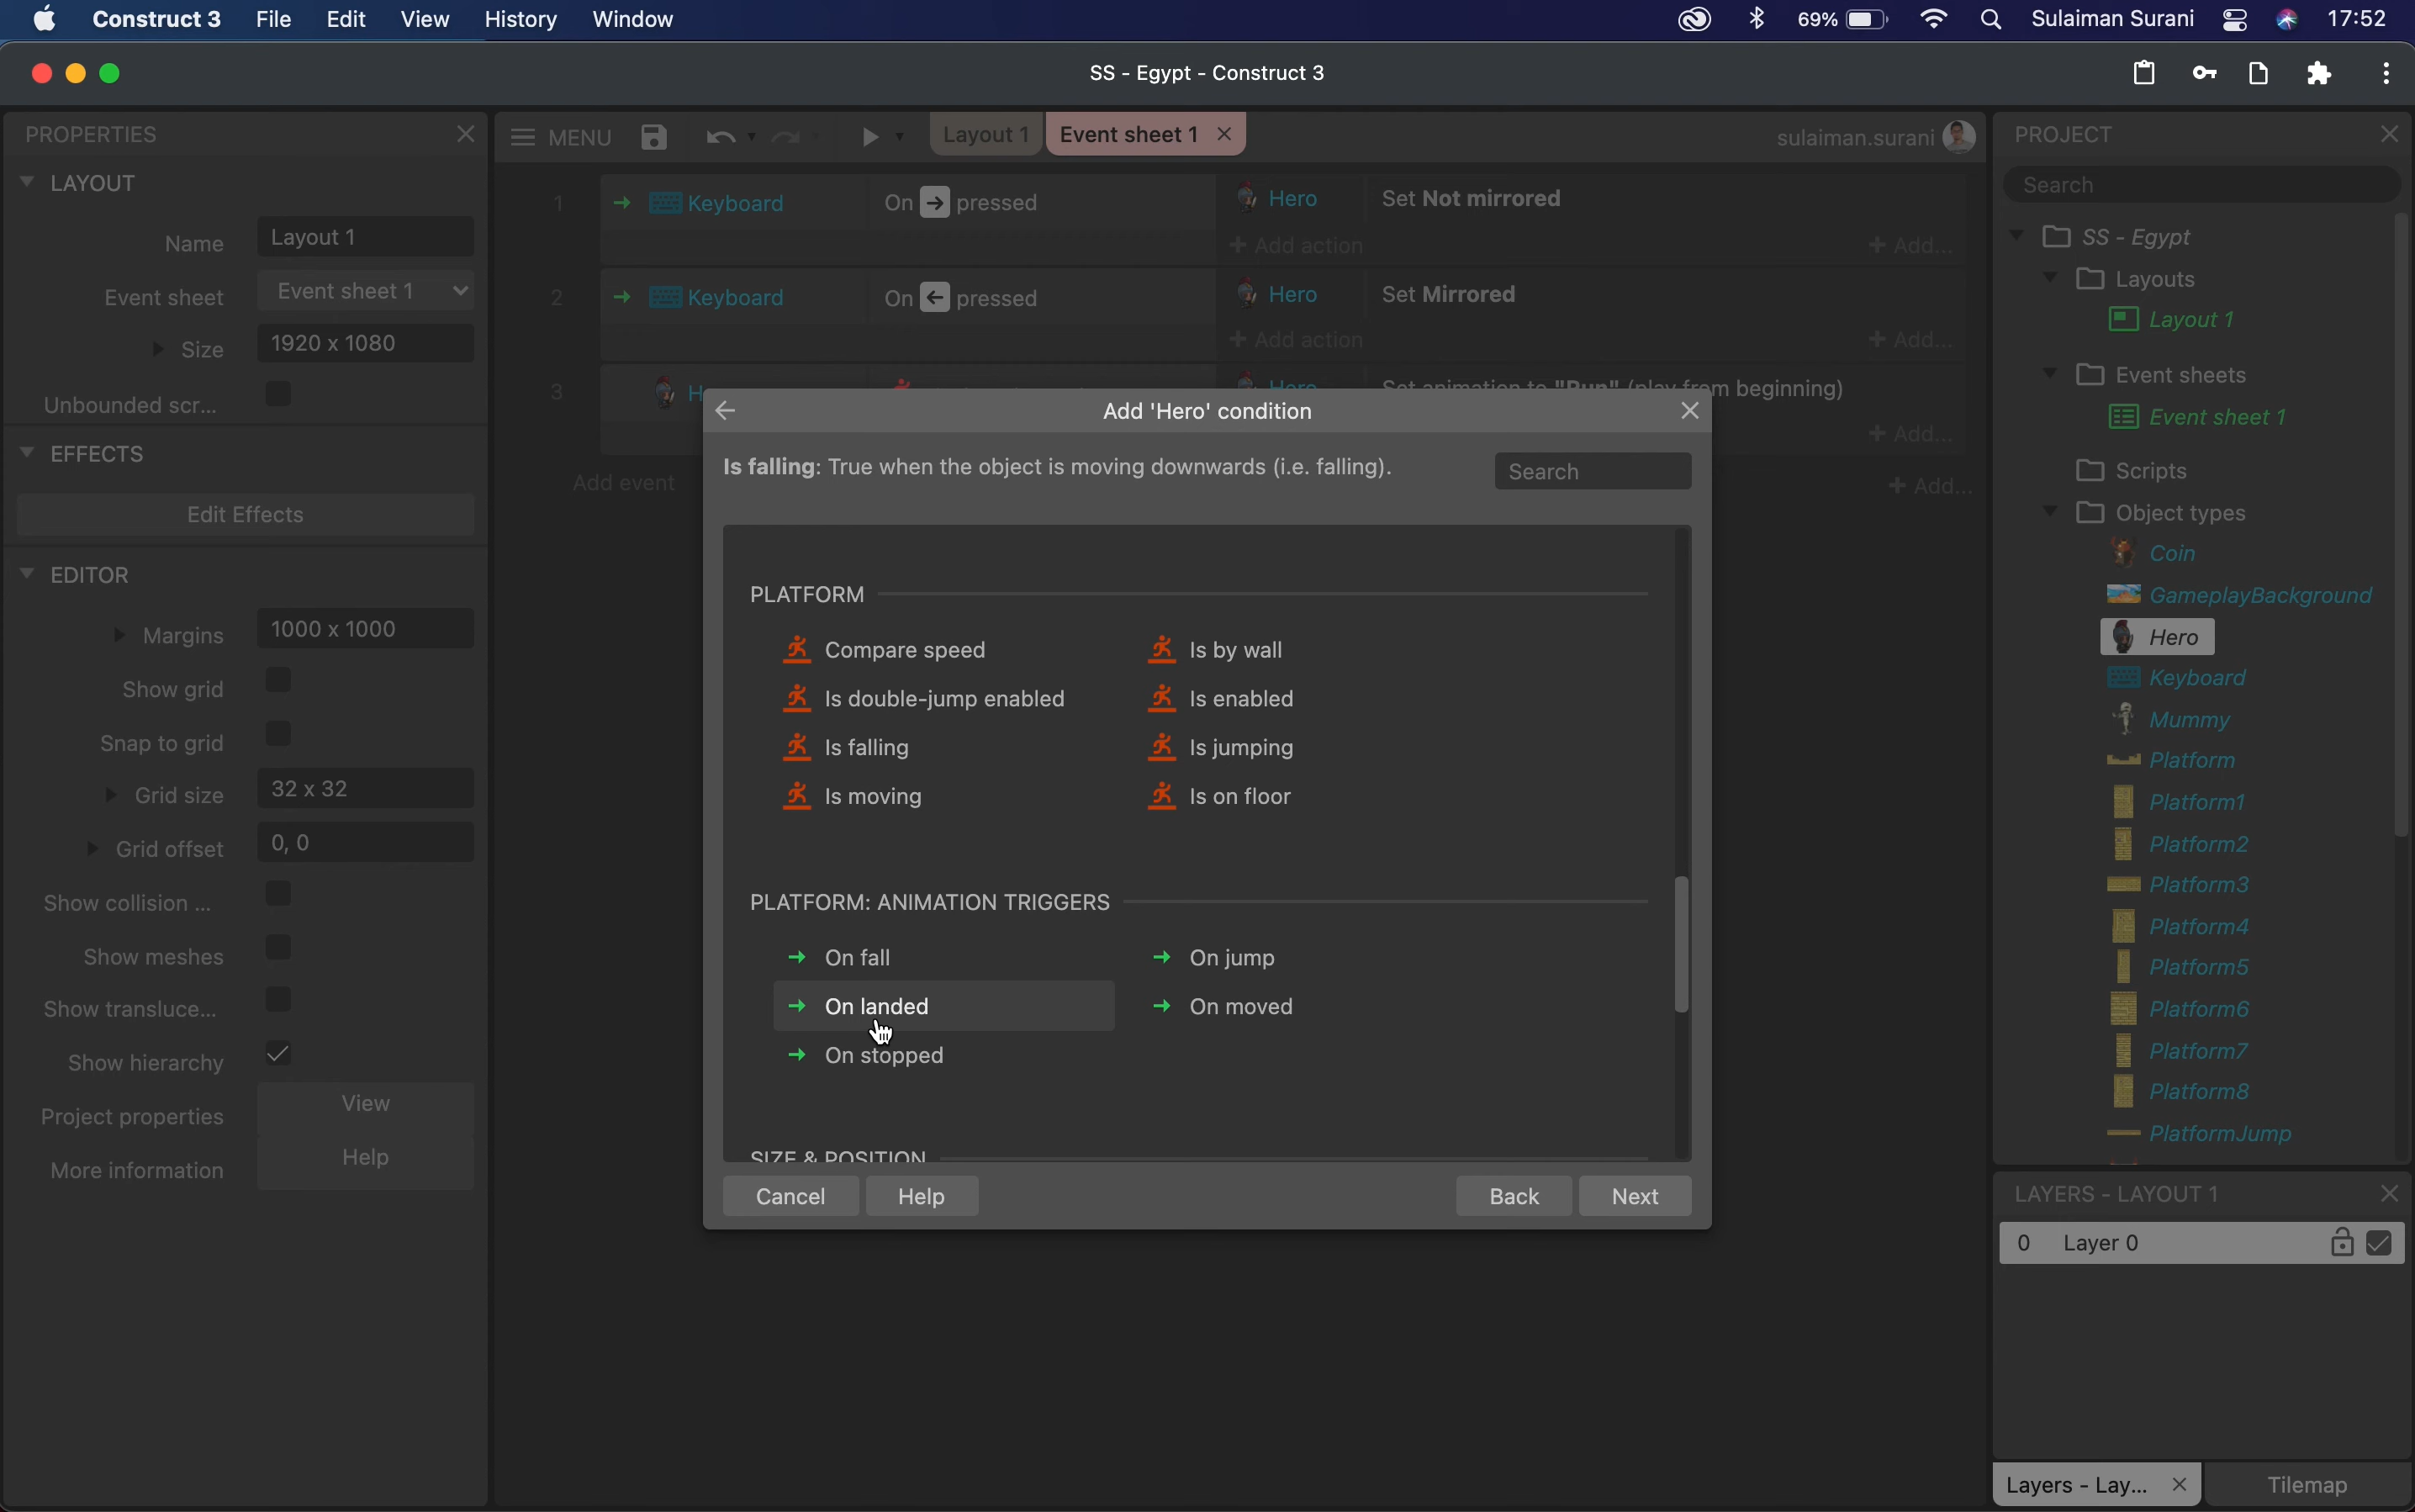 Construct 3 File Edit View History Window 69% Sulaiman Surani 17:52
SS - Egypt - Construct 3
PROPERTIES
LAYOUT
Name Layout 1
Event sheet Event sheet 1
Size 1920 x 1080
Unbounded scr...
EFFECTS
Edit Effects
EDITOR
Margins 1000 x 1000
Show grid
Snap to grid
Grid size 32 x 32
Grid offset 0, 0
Show collision ...
Show meshes
Show transluce...
Show hierarchy
Project properties View
More information Help
MENU Layout 1 Event sheet 1 sulaiman.surani
1 Keyboard On → pressed Hero Set Not mirrored
+ Add action + Add...
2 Keyboard On ← pressed Hero Set Mirrored
+ Add action + Add...
3 Hero Set animation to "Run" (play from beginning)
+ Add...
Add event + Add...
Add 'Hero' condition
Is falling: True when the object is moving downwards (i.e. falling). Search
PLATFORM
Compare speed Is by wall
Is double-jump enabled Is enabled
Is falling Is jumping
Is moving Is on floor
PLATFORM: ANIMATION TRIGGERS
On fall On jump
On landed On moved
On stopped
SIZE & POSITION
Cancel Help Back Next
PROJECT
Search
SS - Egypt
Layouts
Layout 1
Event sheets
Event sheet 1
Scripts
Object types
Coin
GameplayBackground
Hero
Keyboard
Mummy
Platform
Platform1
Platform2
Platform3
Platform4
Platform5
Platform6
Platform7
Platform8
PlatformJump
LAYERS - LAYOUT 1
0 Layer 0
Layers - Lay... Tilemap